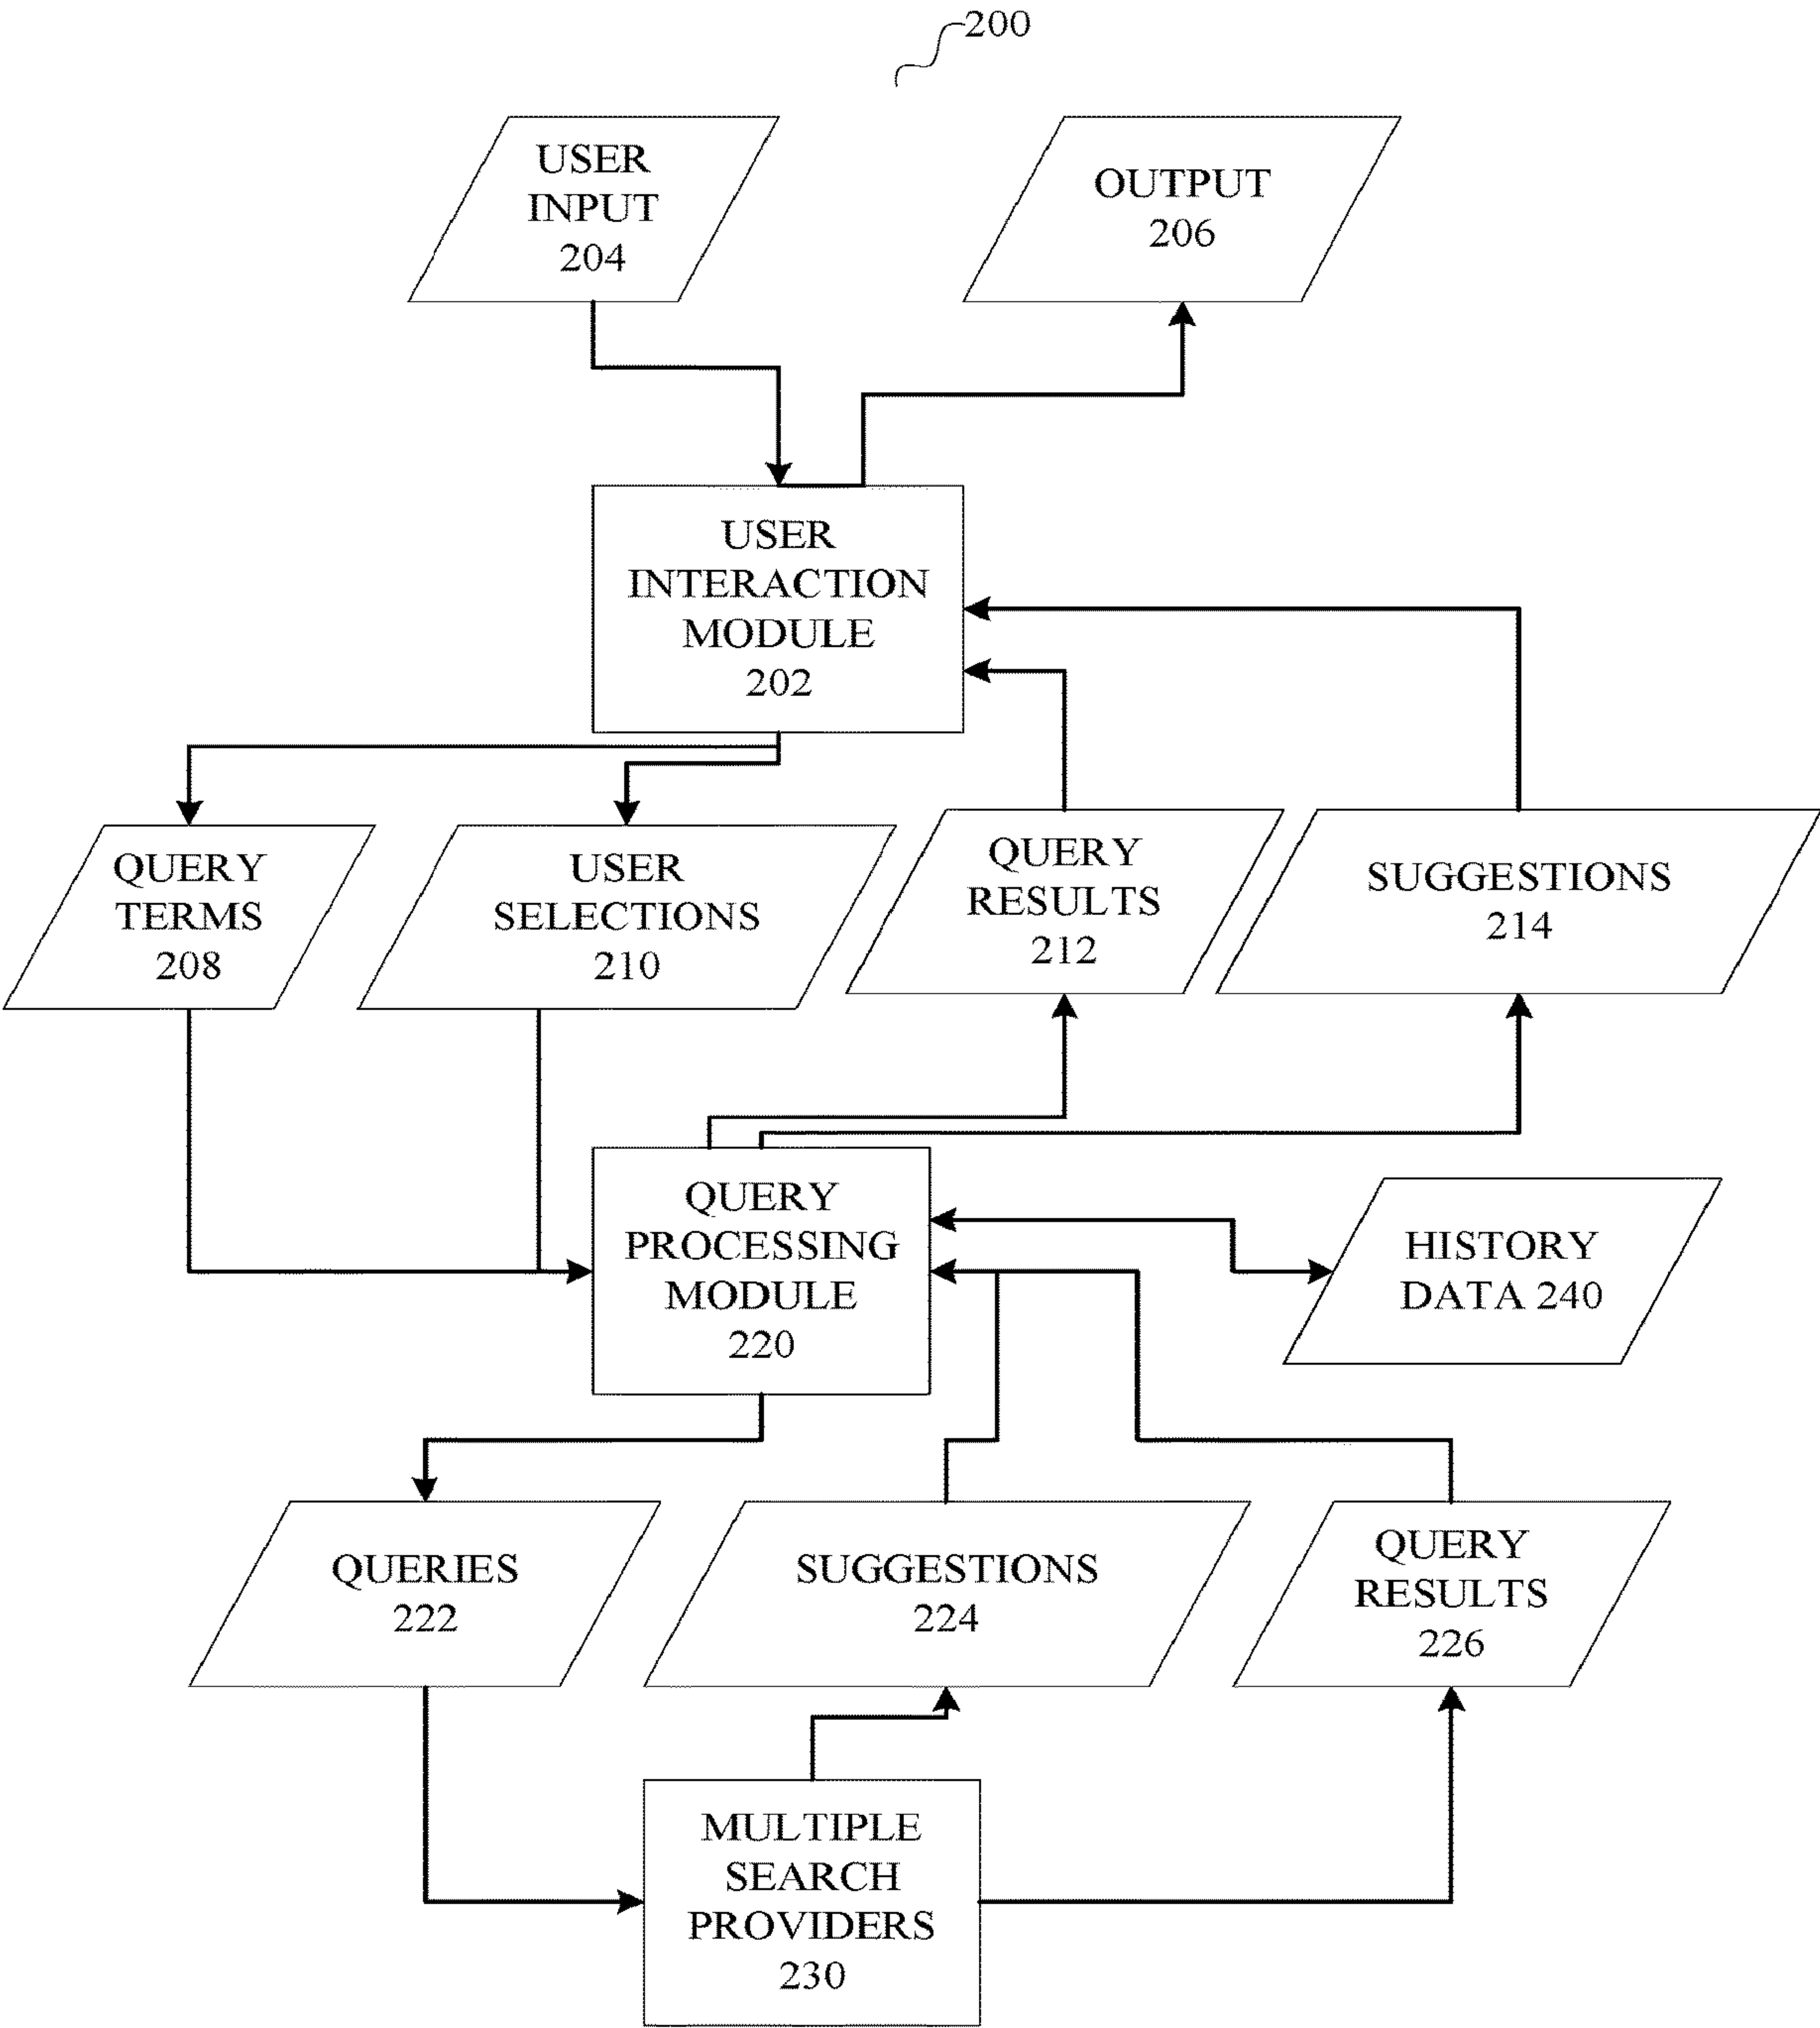 200
USER
INPUT
204
OUTPUT
206
USER
INTERACTION
MODULE
202
QUERY
TERMS
208
USER
SELECTIONS
210
QUERY
RESULTS
212
SUGGESTIONS
214
QUERY
PROCESSING
MODULE
220
HISTORY
DATA 240
QUERIES
222
SUGGESTIONS
224
QUERY
RESULTS
226
MULTIPLE
SEARCH
PROVIDERS
230